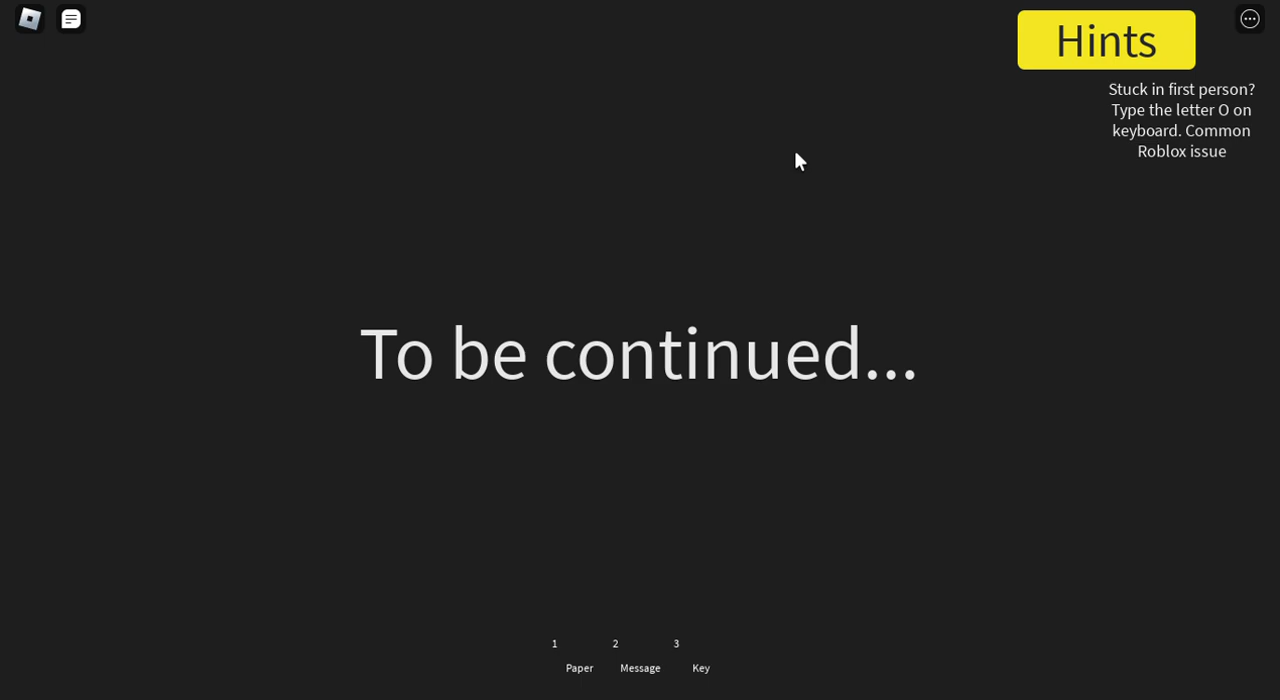 Hints
Stuck in first person?
Type the letter O on
keyboard. Common
Roblox issue
To be continued...
1 2 3
Paper Message Key